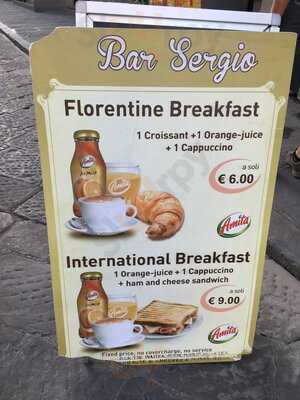 Bar Sergio
Florentine Breakfast
1 Croissant +1 Orange-juice
+ 1 Cappuccino
a soli
€ 6.00
Amita
International Breakfast
1 Orange-juice + 1 Cappuccino
+ ham and cheese sandwich
a soli
€ 9.00
Amita
Fixed price, no covercharge, no service